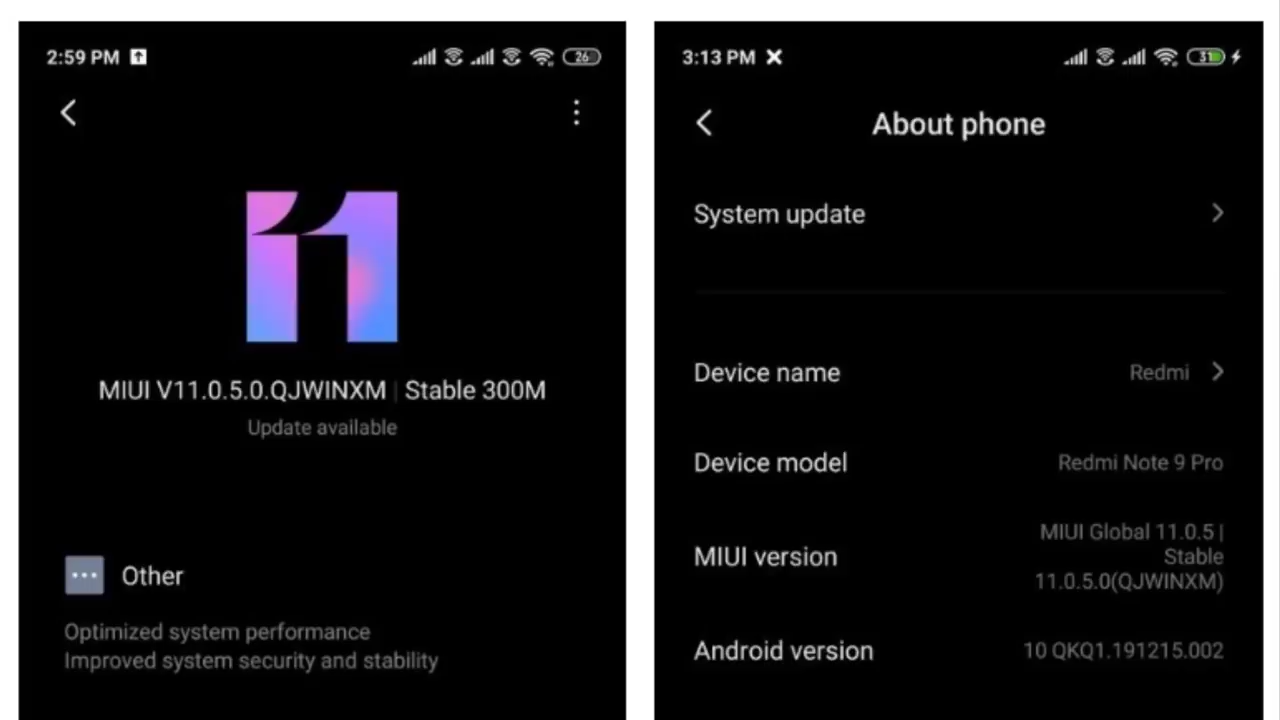 2:59 PM
26
MIUI V11.0.5.0.QJWINXM | Stable 300M
Update available
Other
Optimized system performance
Improved system security and stability
3:13 PM
31
About phone
System update
Device name
Redmi
Device model
Redmi Note 9 Pro
MIUI version
MIUI Global 11.0.5 |
Stable
11.0.5.0(QJWINXM)
Android version
10 QKQ1.191215.002